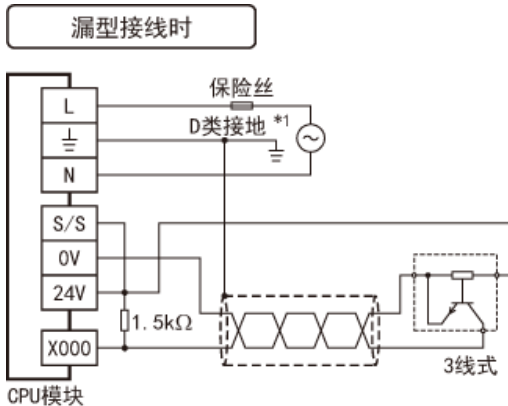 漏型接线时
保险丝
L
D类接地 *1
N
S/S
0V
24V
1.5kΩ
X000
3线式
CPU模块